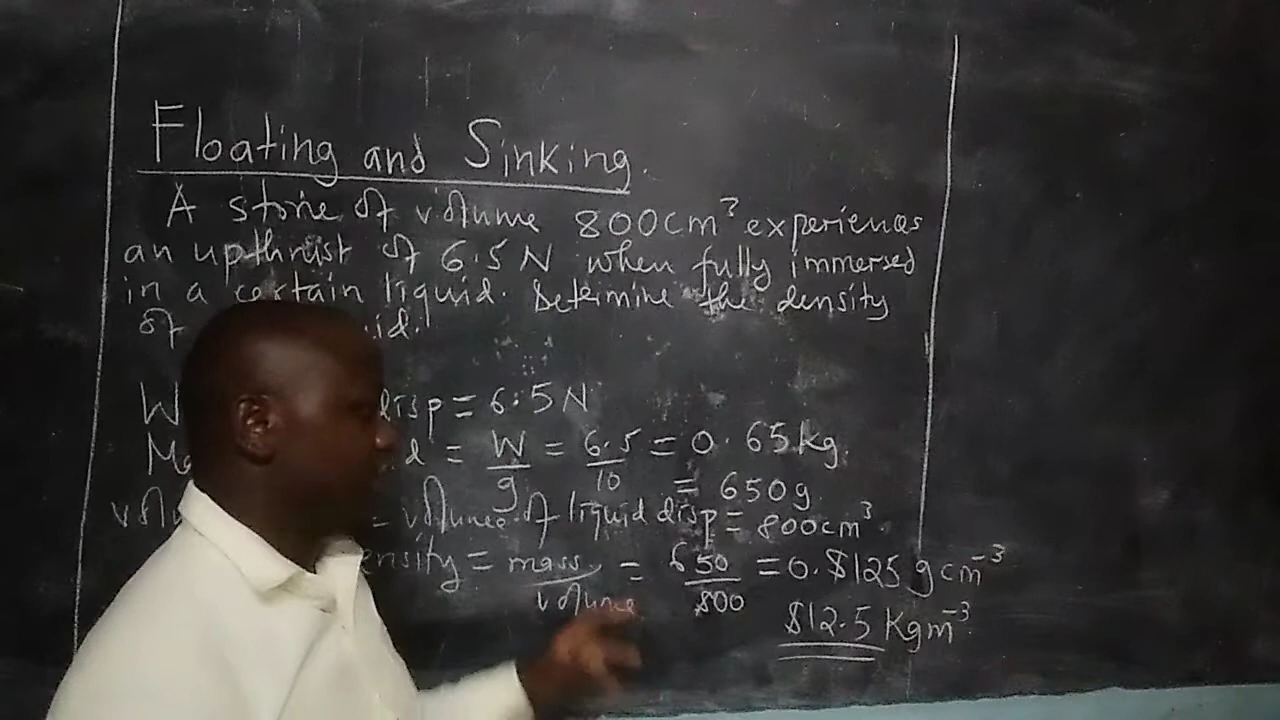 Floating and Sinking.
A stone of volume 800cm³ experiences
an upthrust of 6.5N when fully immersed
in a certain liquid. Determine the density
of
W disp = 6.5N
= W/g = 6.5/10 = 0.65kg
= 650g
= volume of liquid disp = 800cm³.
ensity = mass/volume = 650/800 = 0.8125 gcm⁻³
812.5 Kgm⁻³